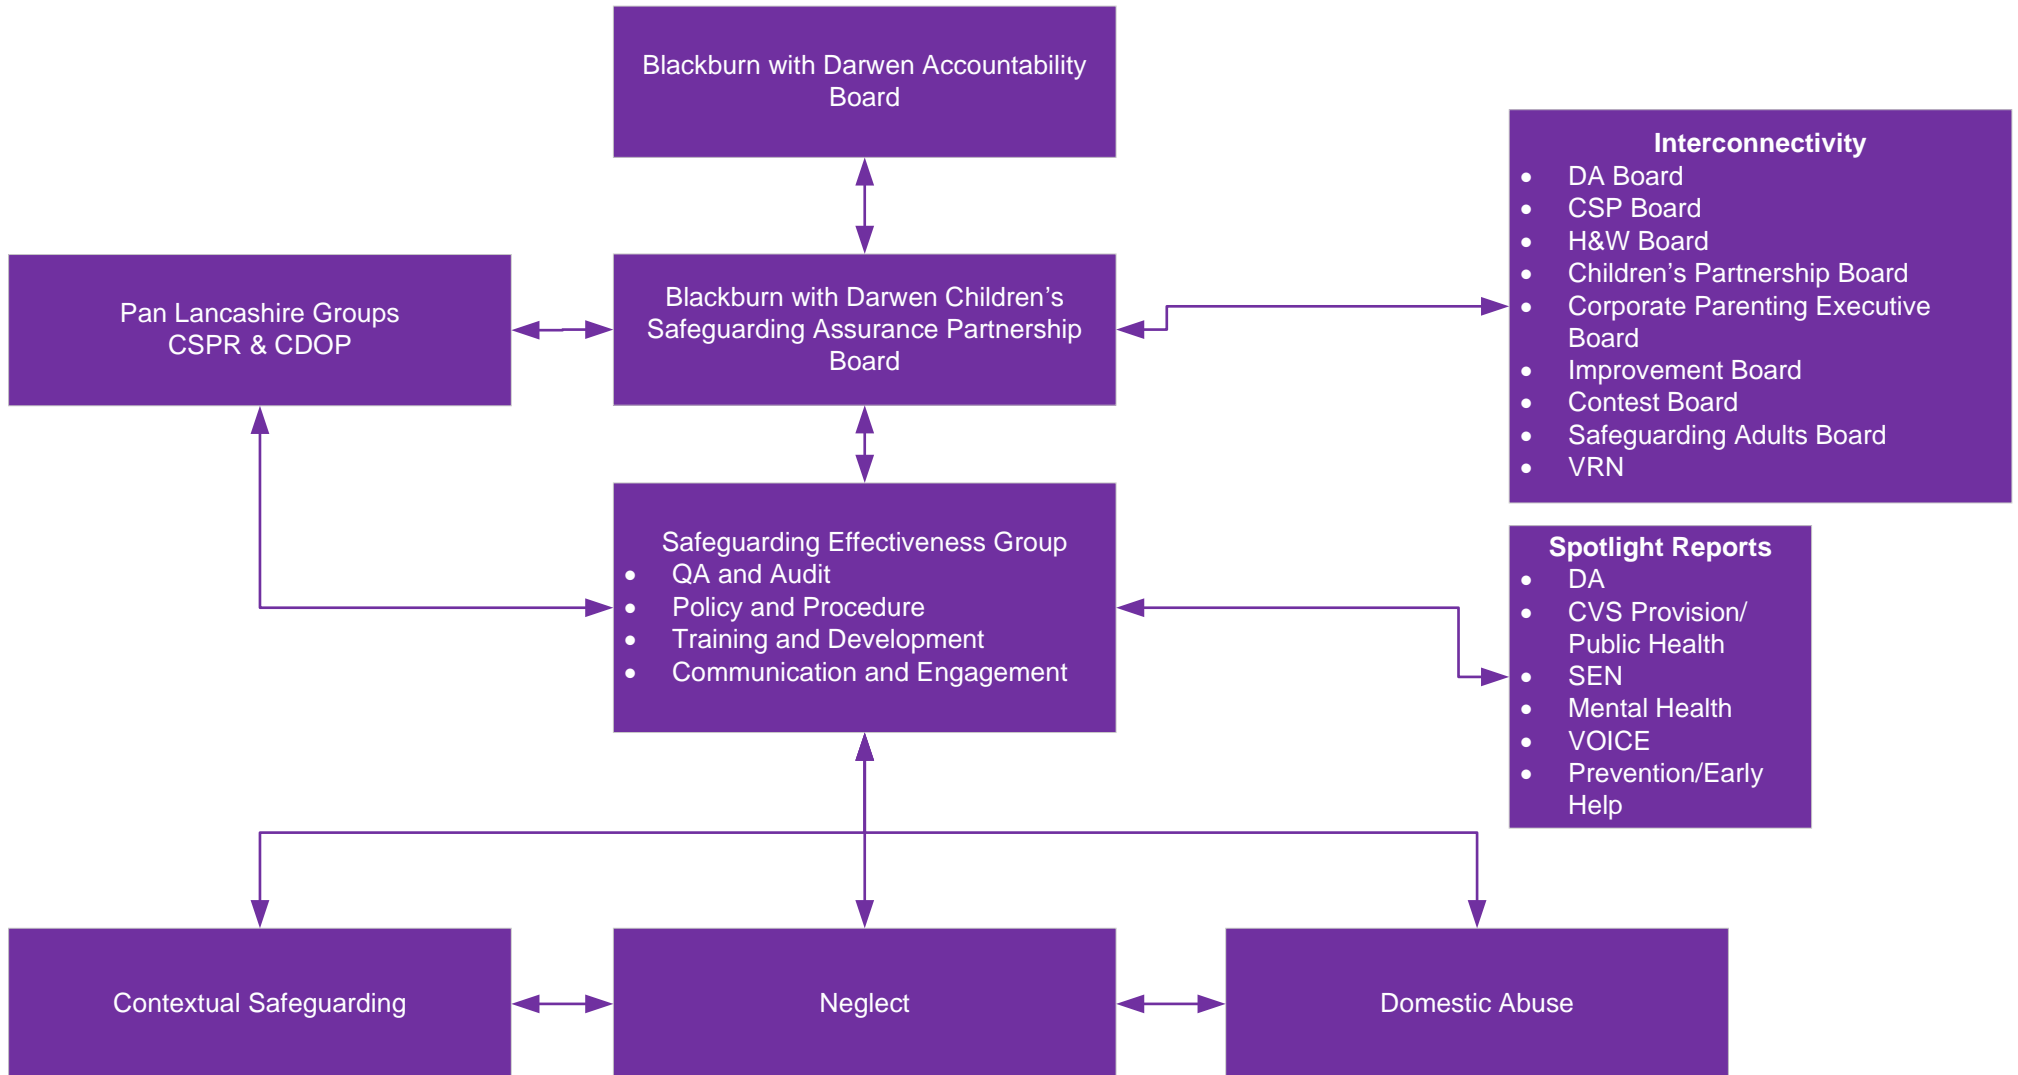 Blackburn with Darwen Accountability
Board
Interconnectivity
• DA Board
• CSP Board
• H&W Board
• Children’s Partnership Board
• Corporate Parenting Executive
Board
• Improvement Board
• Contest Board
• Safeguarding Adults Board
• VRN
Pan Lancashire Groups
CSPR & CDOP
Blackburn with Darwen Children’s
Safeguarding Assurance Partnership
Board
Safeguarding Effectiveness Group
• QA and Audit
• Policy and Procedure
• Training and Development
• Communication and Engagement
Spotlight Reports
• DA
• CVS Provision/
Public Health
• SEN
• Mental Health
• VOICE
• Prevention/Early
Help
Contextual Safeguarding
Neglect
Domestic Abuse